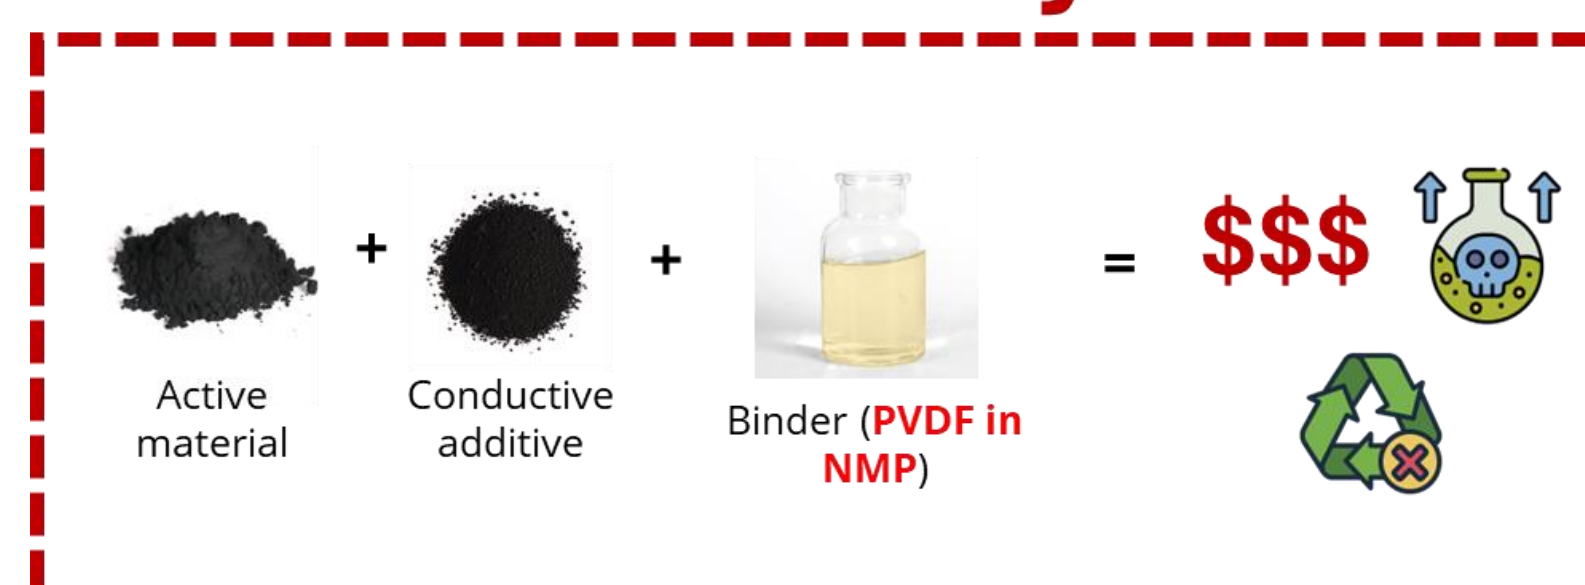 +
+
=
$$$
Active
material
Conductive
additive
Binder (PVDF in
NMP)